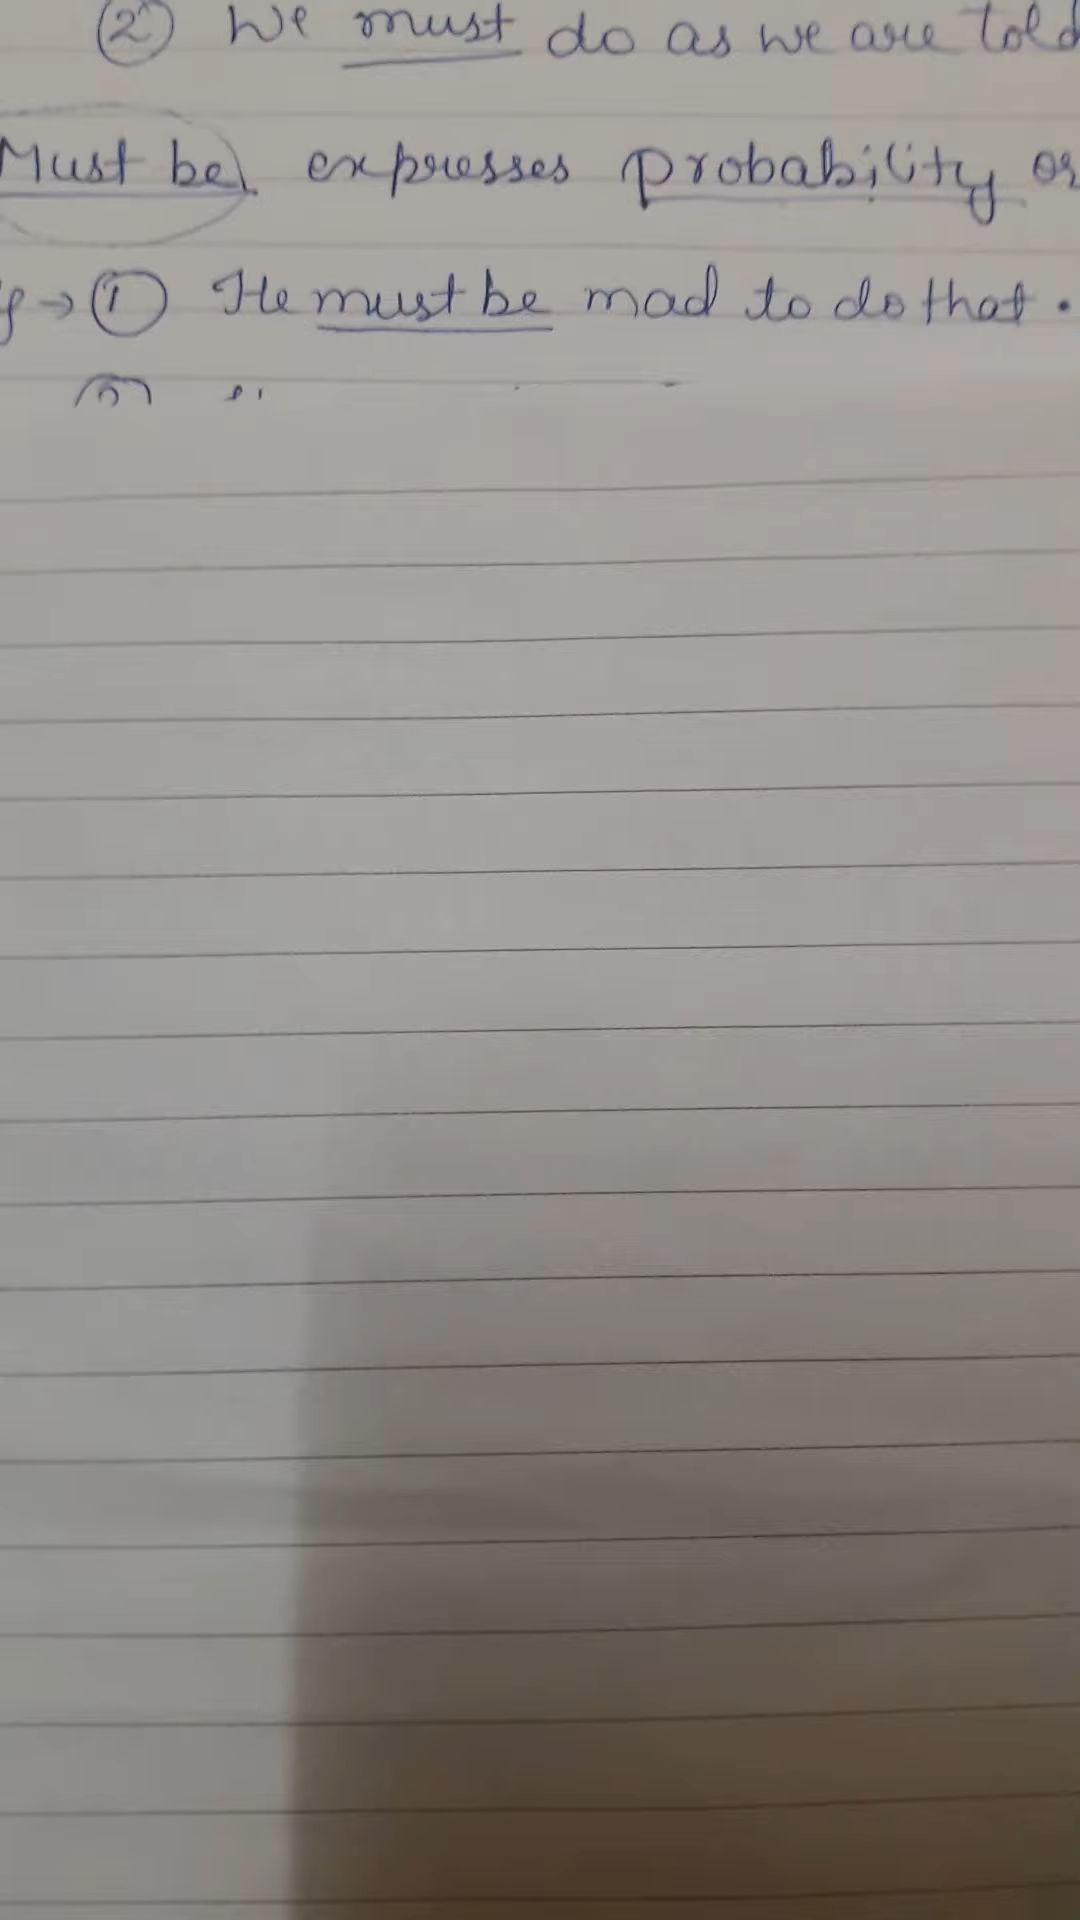 ② We must do as we are told
Must be expresses probability or
→ ① He must be mad to do that.